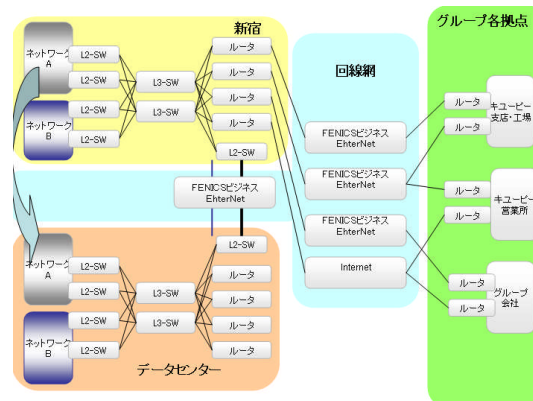 新宿
ネットワーク
A
L2-SW
L2-SW
ネットワーク
B
L2-SW
L2-SW
L3-SW
L3-SW
ルータ
ルータ
ルータ
ルータ
L2-SW
FENICSビジネス
EhterNet
ネットワーク
A
L2-SW
L2-SW
ネットワーク
B
L2-SW
L2-SW
L3-SW
L3-SW
L2-SW
ルータ
ルータ
ルータ
ルータ
データセンター
回線網
FENICSビジネス
EhterNet
FENICSビジネス
EhterNet
FENICSビジネス
EhterNet
Internet
グループ各拠点
ルータ
ルータ
キユーピー
支店・工場
ルータ
ルータ
キユーピー
営業所
ルータ
ルータ
グループ
会社